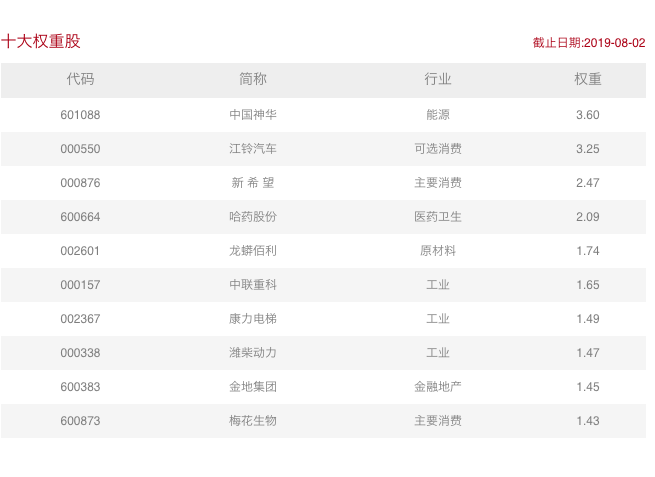 十大权重股 截止日期:2019-08-02
代码 简称 行业 权重
601088 中国神华 能源 3.60
000550 江铃汽车 可选消费 3.25
000876 新 希 望 主要消费 2.47
600664 哈药股份 医药卫生 2.09
002601 龙蟒佰利 原材料 1.74
000157 中联重科 工业 1.65
002367 康力电梯 工业 1.49
000338 潍柴动力 工业 1.47
600383 金地集团 金融地产 1.45
600873 梅花生物 主要消费 1.43